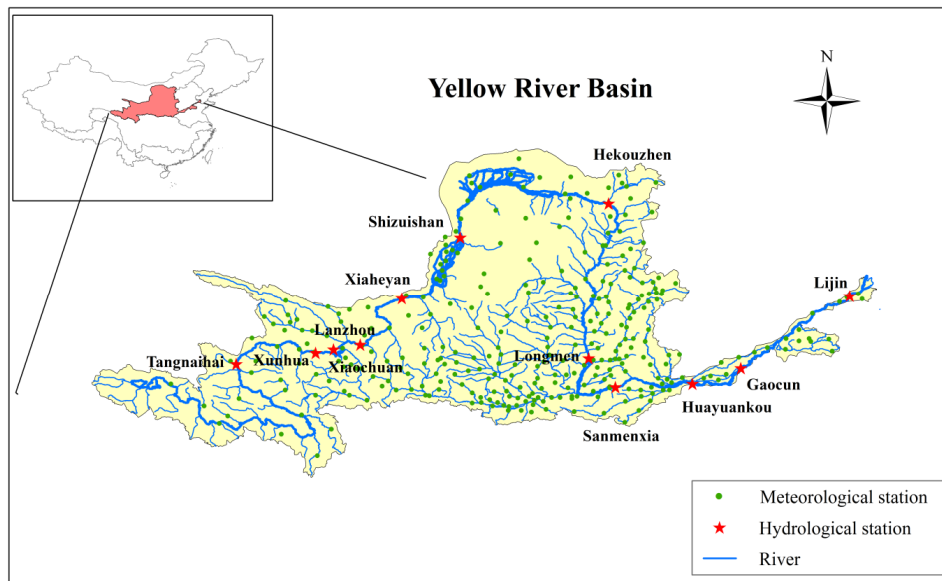 Yellow River Basin
N
Hekouzhen
Shizuishan
Xiaheyan
Lijin
Lanzhou
Tangnaihai
Xunhua
Xiaochuan
Longmen
Gaocun
Huayuankou
Sanmenxia
Meteorological station
Hydrological station
River